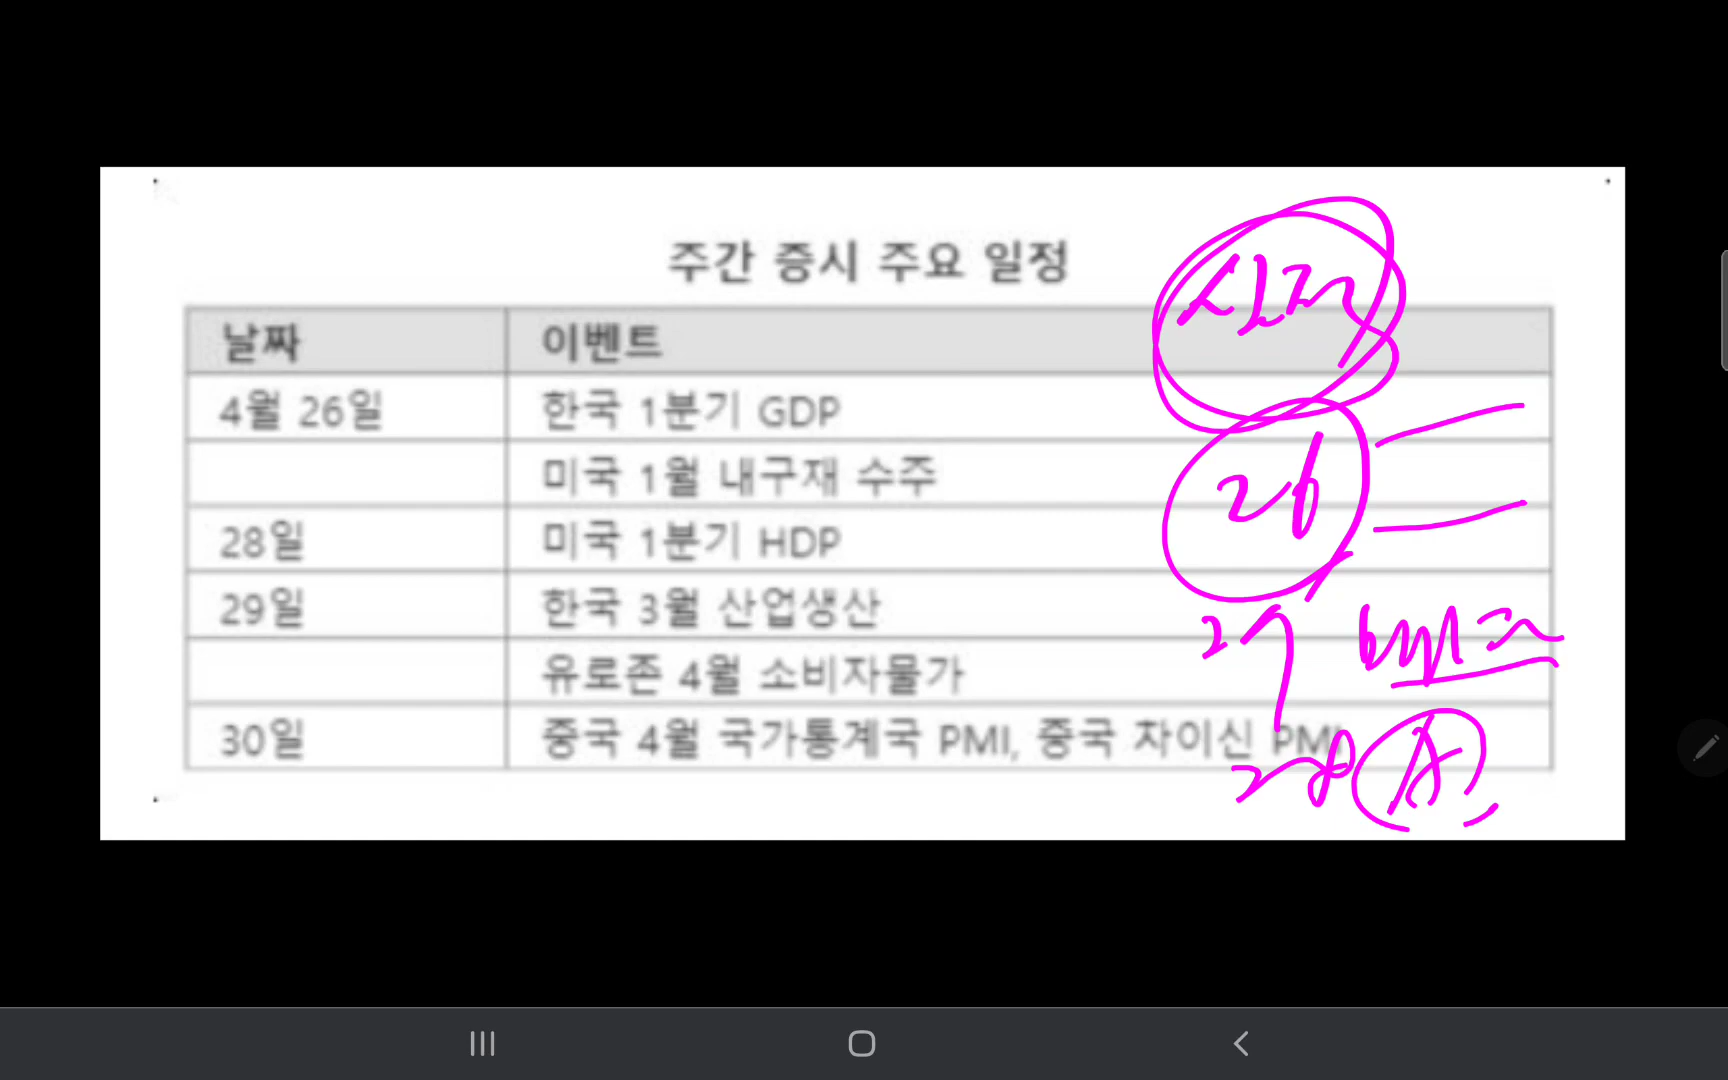 주간 증시 주요 일정
날짜 이벤트
4월 26일 한국 1분기 GDP
미국 1월 내구재 수주
28일 미국 1분기 HDP
29일 한국 3월 산업생산
유로존 4월 소비자물가
30일 중국 4월 국가통계국 PMI, 중국 차이신 PMI
26
27
28